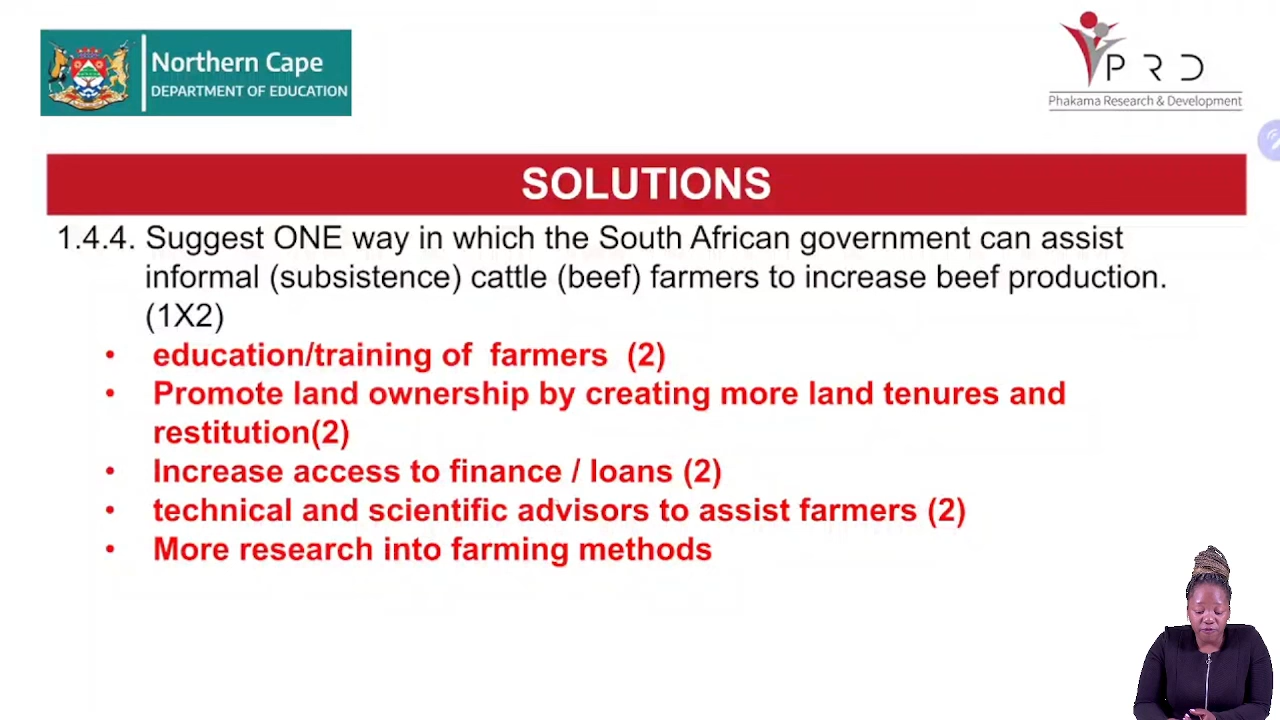 Northern Cape
DEPARTMENT OF EDUCATION
P R D
Phakama Research & Development
SOLUTIONS
1.4.4. Suggest ONE way in which the South African government can assist
informal (subsistence) cattle (beef) farmers to increase beef production.
(1X2)
• education/training of farmers (2)
• Promote land ownership by creating more land tenures and
restitution(2)
• Increase access to finance / loans (2)
• technical and scientific advisors to assist farmers (2)
• More research into farming methods